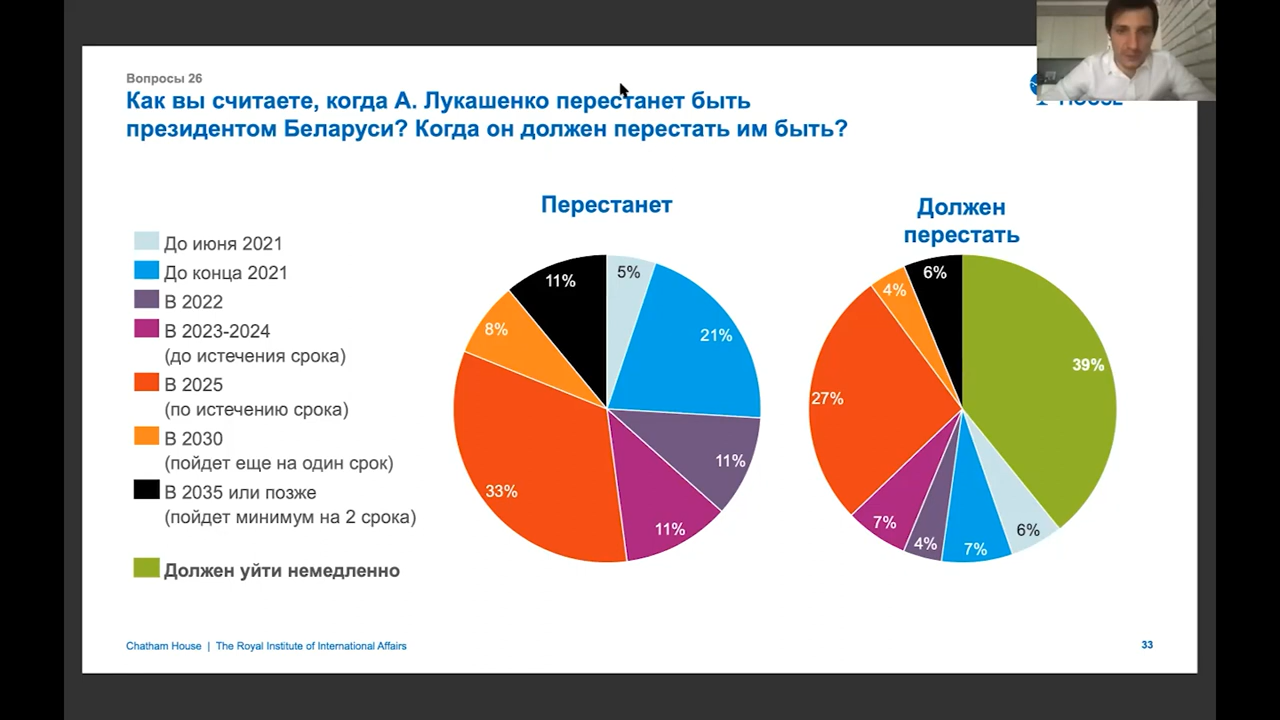 Вопросы 26
Как вы считаете, когда А. Лукашенко перестанет быть
президентом Беларуси? Когда он должен перестать им быть?
HOUSE
Перестанет
Должен
перестать
До июня 2021
До конца 2021
В 2022
В 2023-2024
(до истечения срока)
В 2025
(по истечению срока)
В 2030
(пойдет еще на один срок)
В 2035 или позже
(пойдет минимум на 2 срока)
Должен уйти немедленно
11%
5%
8%
21%
11%
33%
11%
6%
4%
39%
27%
7%
4%
7%
6%
Chatham House | The Royal Institute of International Affairs
33